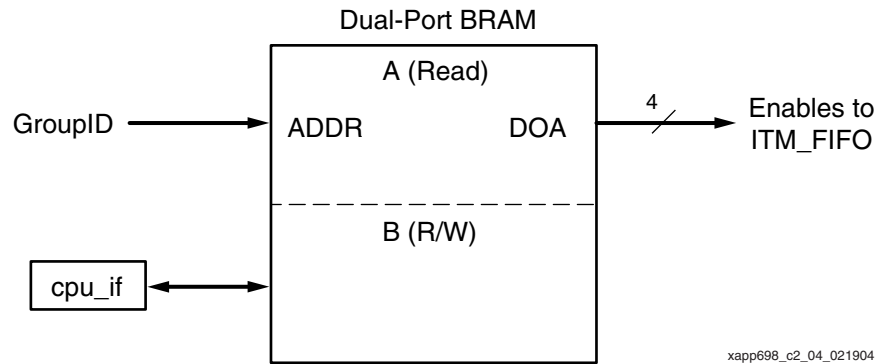 Dual-Port BRAM
A (Read)
GroupID
ADDR
DOA
4
Enables to
ITM_FIFO
B (R/W)
cpu_if
xapp698_c2_04_021904